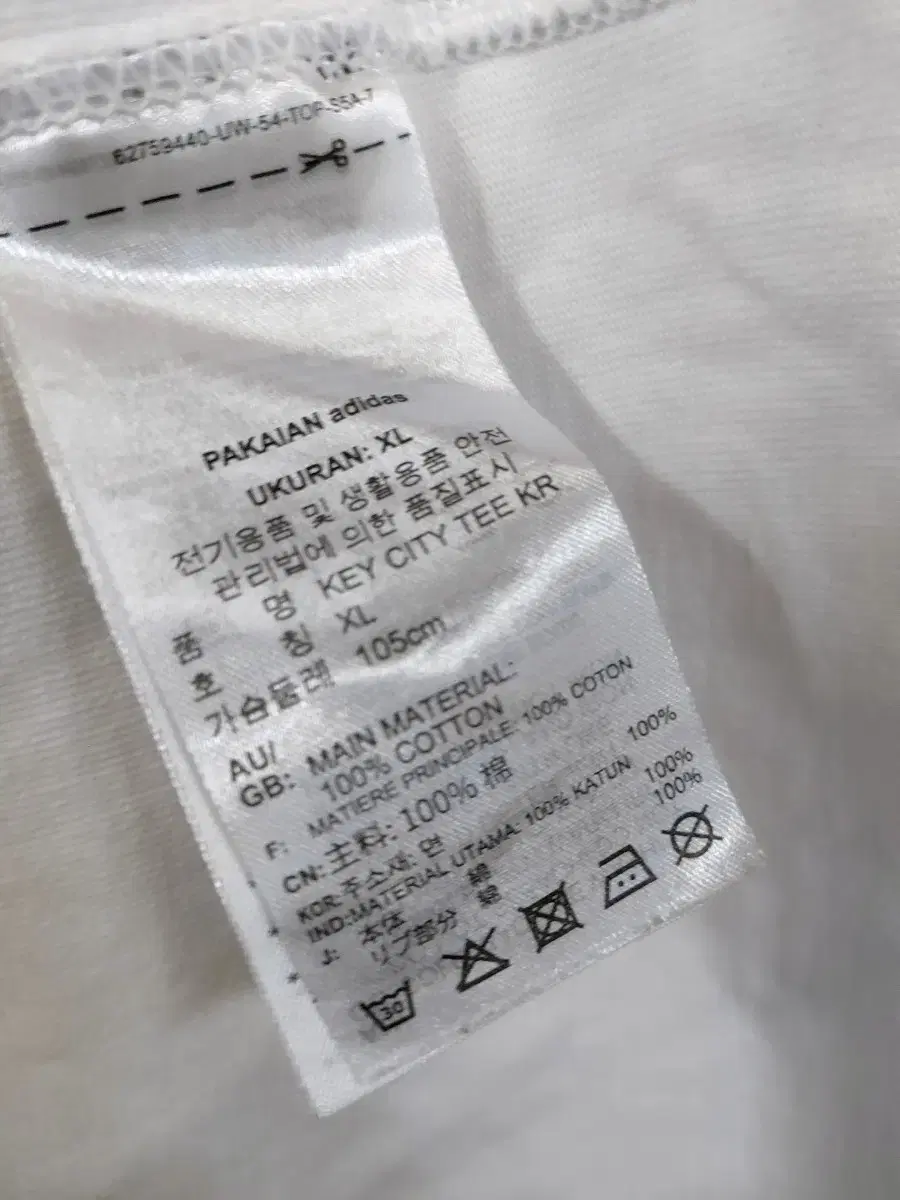 62759440-UW-54-TOP-S5A-7
PAKAIAN adidas
UKURAN: XL
전기용품 및 생활용품 안전
관리법에 의한 품질표시
품 명 KEY CITY TEE KR
호 칭 XL
가슴둘레 105cm
AU/
GB: MAIN MATERIAL:
100% COTTON
F: MATIERE PRINCIPALE: 100% COTON
CN: 主料: 100% 棉
KOR: 주소재: 면 100%
IND: MATERIAL UTAMA: 100% KATUN
J: 本体 綿 100%
リブ部分 綿 100%
30